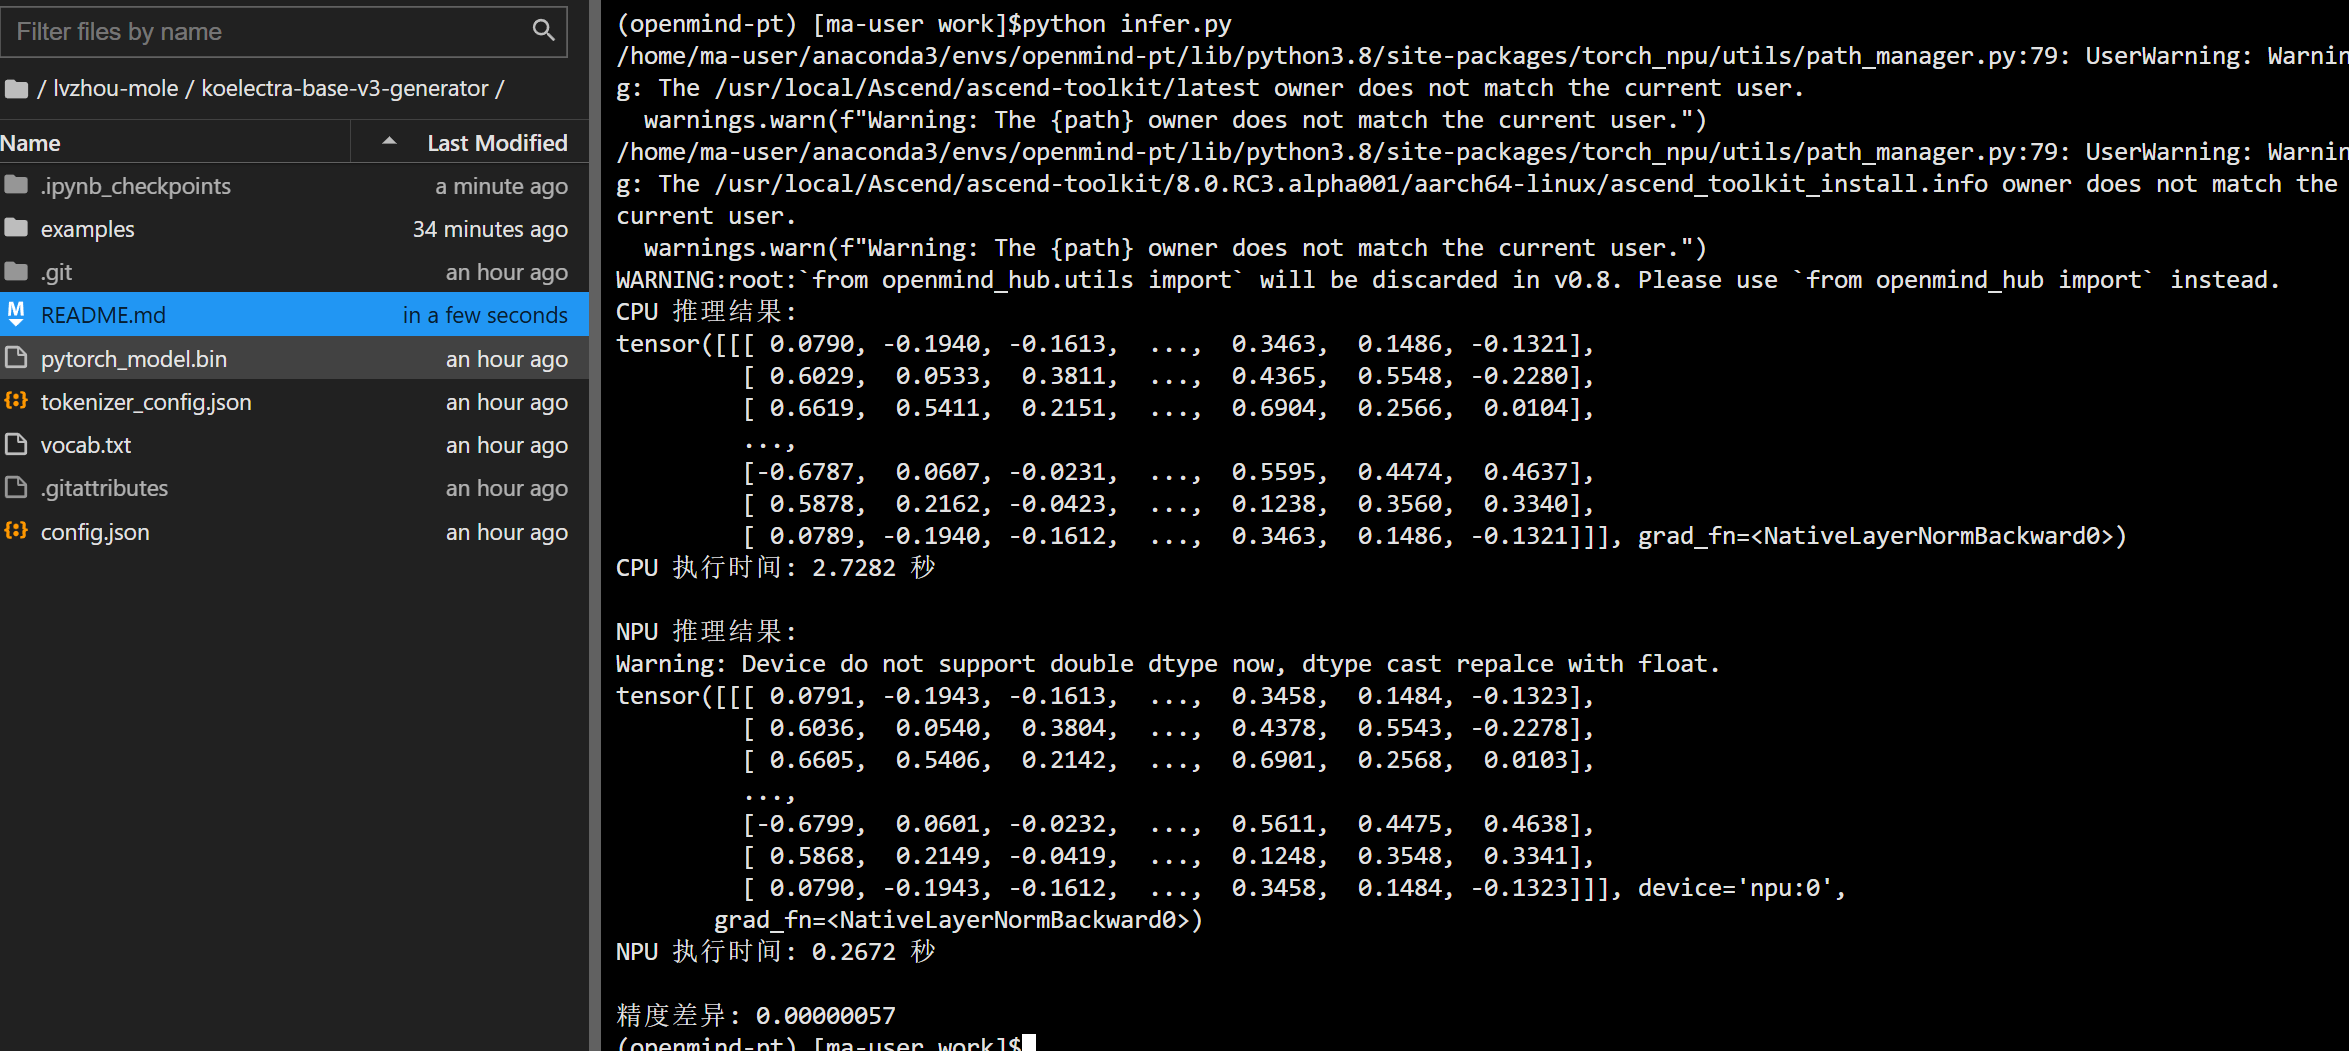 Filter files by name
/ lvzhou-mole / koelectra-base-v3-generator /
Name Last Modified
.ipynb_checkpoints a minute ago
examples 34 minutes ago
.git an hour ago
README.md in a few seconds
pytorch_model.bin an hour ago
tokenizer_config.json an hour ago
vocab.txt an hour ago
.gitattributes an hour ago
config.json an hour ago
(openmind-pt) [ma-user work]$python infer.py
/home/ma-user/anaconda3/envs/openmind-pt/lib/python3.8/site-packages/torch_npu/utils/path_manager.py:79: UserWarning: Warnin
g: The /usr/local/Ascend/ascend-toolkit/latest owner does not match the current user.
  warnings.warn(f"Warning: The {path} owner does not match the current user.")
/home/ma-user/anaconda3/envs/openmind-pt/lib/python3.8/site-packages/torch_npu/utils/path_manager.py:79: UserWarning: Warnin
g: The /usr/local/Ascend/ascend-toolkit/8.0.RC3.alpha001/aarch64-linux/ascend_toolkit_install.info owner does not match the
current user.
  warnings.warn(f"Warning: The {path} owner does not match the current user.")
WARNING:root:`from openmind_hub.utils import` will be discarded in v0.8. Please use `from openmind_hub import` instead.
CPU 推理结果:
tensor([[[ 0.0790, -0.1940, -0.1613,  ...,  0.3463,  0.1486, -0.1321],
         [ 0.6029,  0.0533,  0.3811,  ...,  0.4365,  0.5548, -0.2280],
         [ 0.6619,  0.5411,  0.2151,  ...,  0.6904,  0.2566,  0.0104],
         ...,
         [-0.6787,  0.0607, -0.0231,  ...,  0.5595,  0.4474,  0.4637],
         [ 0.5878,  0.2162, -0.0423,  ...,  0.1238,  0.3560,  0.3340],
         [ 0.0789, -0.1940, -0.1612,  ...,  0.3463,  0.1486, -0.1321]]], grad_fn=<NativeLayerNormBackward0>)
CPU 执行时间: 2.7282 秒
NPU 推理结果:
Warning: Device do not support double dtype now, dtype cast repalce with float.
tensor([[[ 0.0791, -0.1943, -0.1613,  ...,  0.3458,  0.1484, -0.1323],
         [ 0.6036,  0.0540,  0.3804,  ...,  0.4378,  0.5543, -0.2278],
         [ 0.6605,  0.5406,  0.2142,  ...,  0.6901,  0.2568,  0.0103],
         ...,
         [-0.6799,  0.0601, -0.0232,  ...,  0.5611,  0.4475,  0.4638],
         [ 0.5868,  0.2149, -0.0419,  ...,  0.1248,  0.3548,  0.3341],
         [ 0.0790, -0.1943, -0.1612,  ...,  0.3458,  0.1484, -0.1323]]], device='npu:0',
       grad_fn=<NativeLayerNormBackward0>)
NPU 执行时间: 0.2672 秒
精度差异: 0.00000057
(openmind-pt) [ma-user work]$